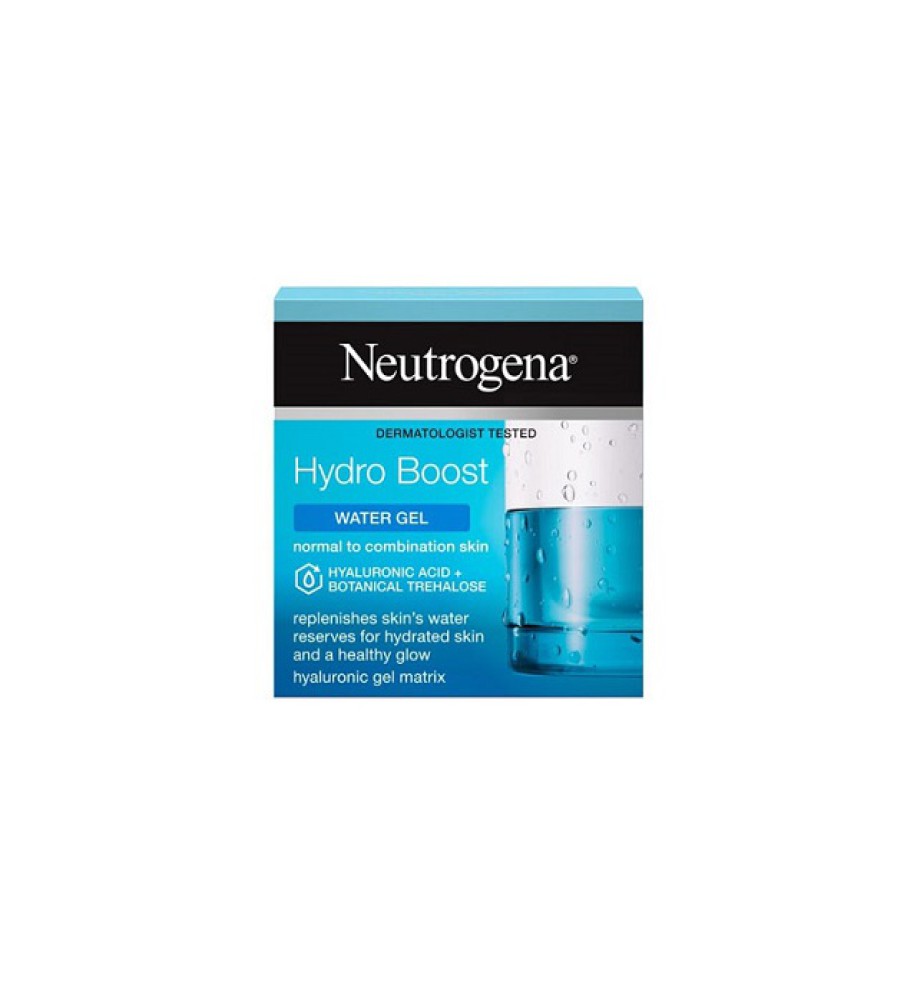 Neutrogena®
DERMATOLOGIST TESTED
Hydro Boost
WATER GEL
normal to combination skin
HYALURONIC ACID +
BOTANICAL TREHALOSE
replenishes skin's water
reserves for hydrated skin
and a healthy glow
hyaluronic gel matrix